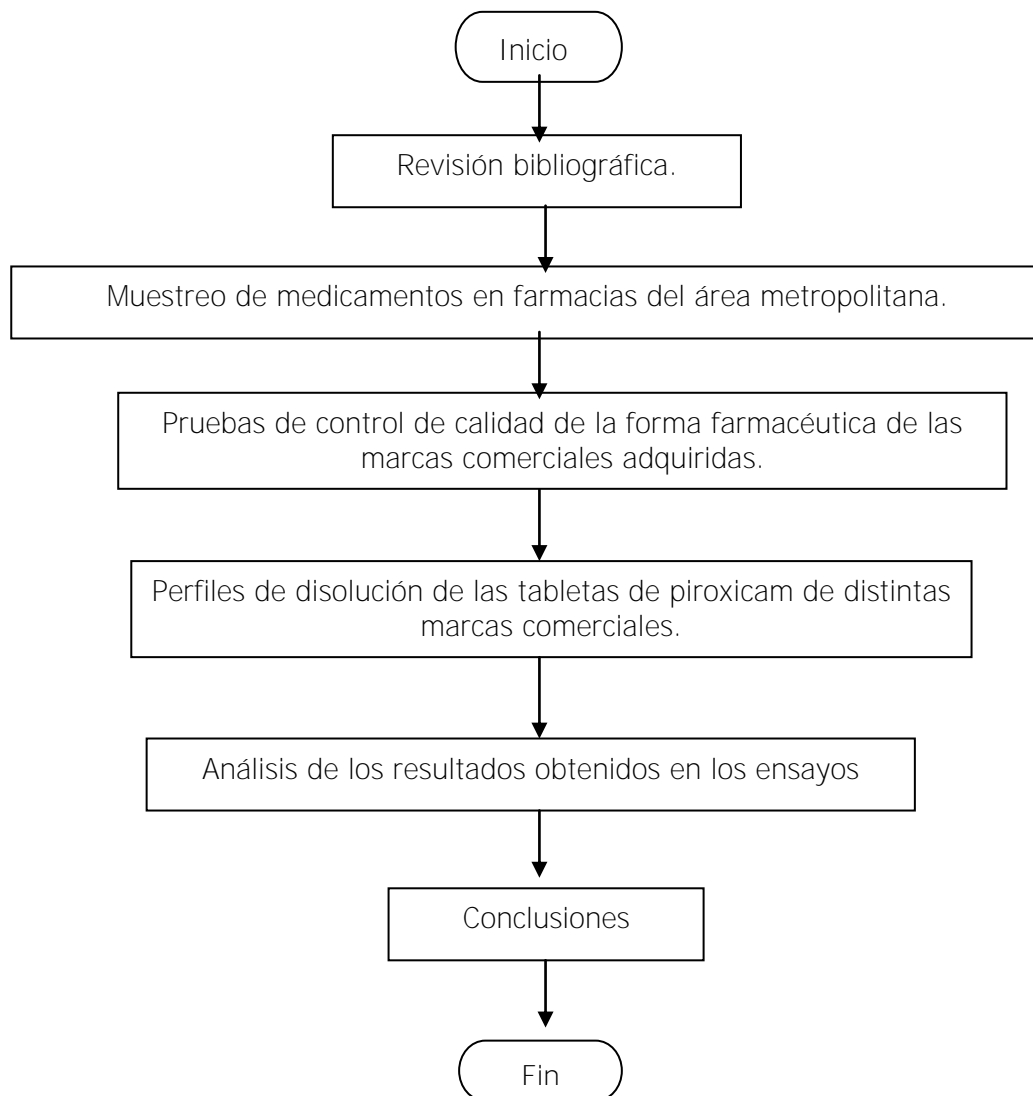 Inicio
Revisión bibliográfica.
Muestreo de medicamentos en farmacias del área metropolitana.
Pruebas de control de calidad de la forma farmacéutica de las
marcas comerciales adquiridas.
Perfiles de disolución de las tabletas de piroxicam de distintas
marcas comerciales.
Análisis de los resultados obtenidos en los ensayos
Conclusiones
Fin